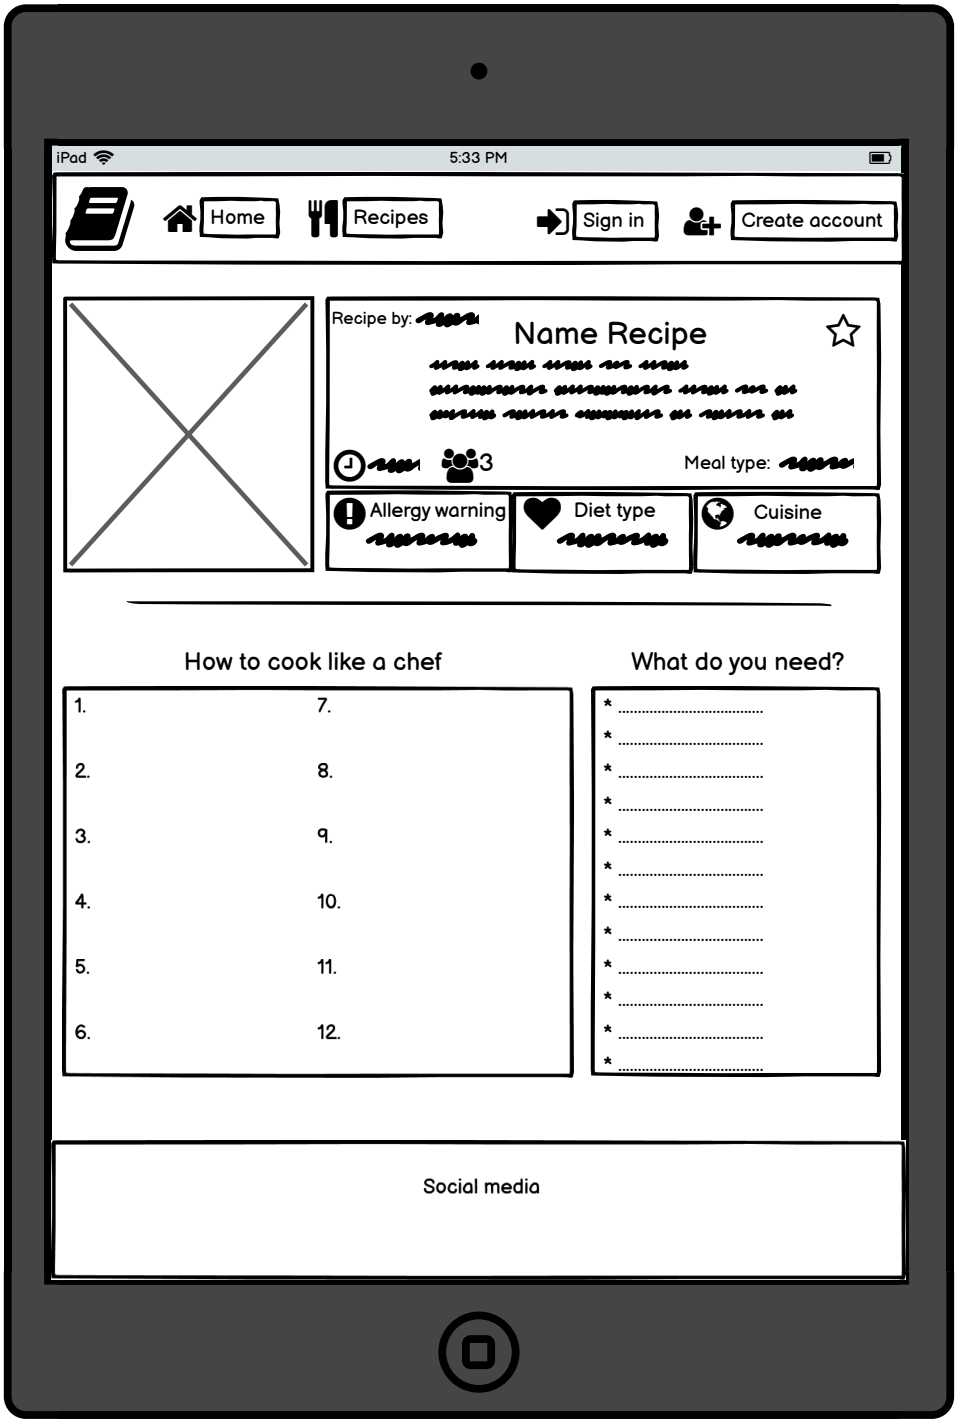 iPad
5:33 PM
Home
Recipes
Sign in
Create account
Recipe by:
Name Recipe
3
Meal type:
Allergy warning
Diet type
Cuisine
How to cook like a chef
1.
2.
3.
4.
5.
6.
7.
8.
9.
10.
11.
12.
What do you need?
* ....................................
* ....................................
* ....................................
* ....................................
* ....................................
* ....................................
* ....................................
* ....................................
* ....................................
* ....................................
* ....................................
* ....................................
Social media